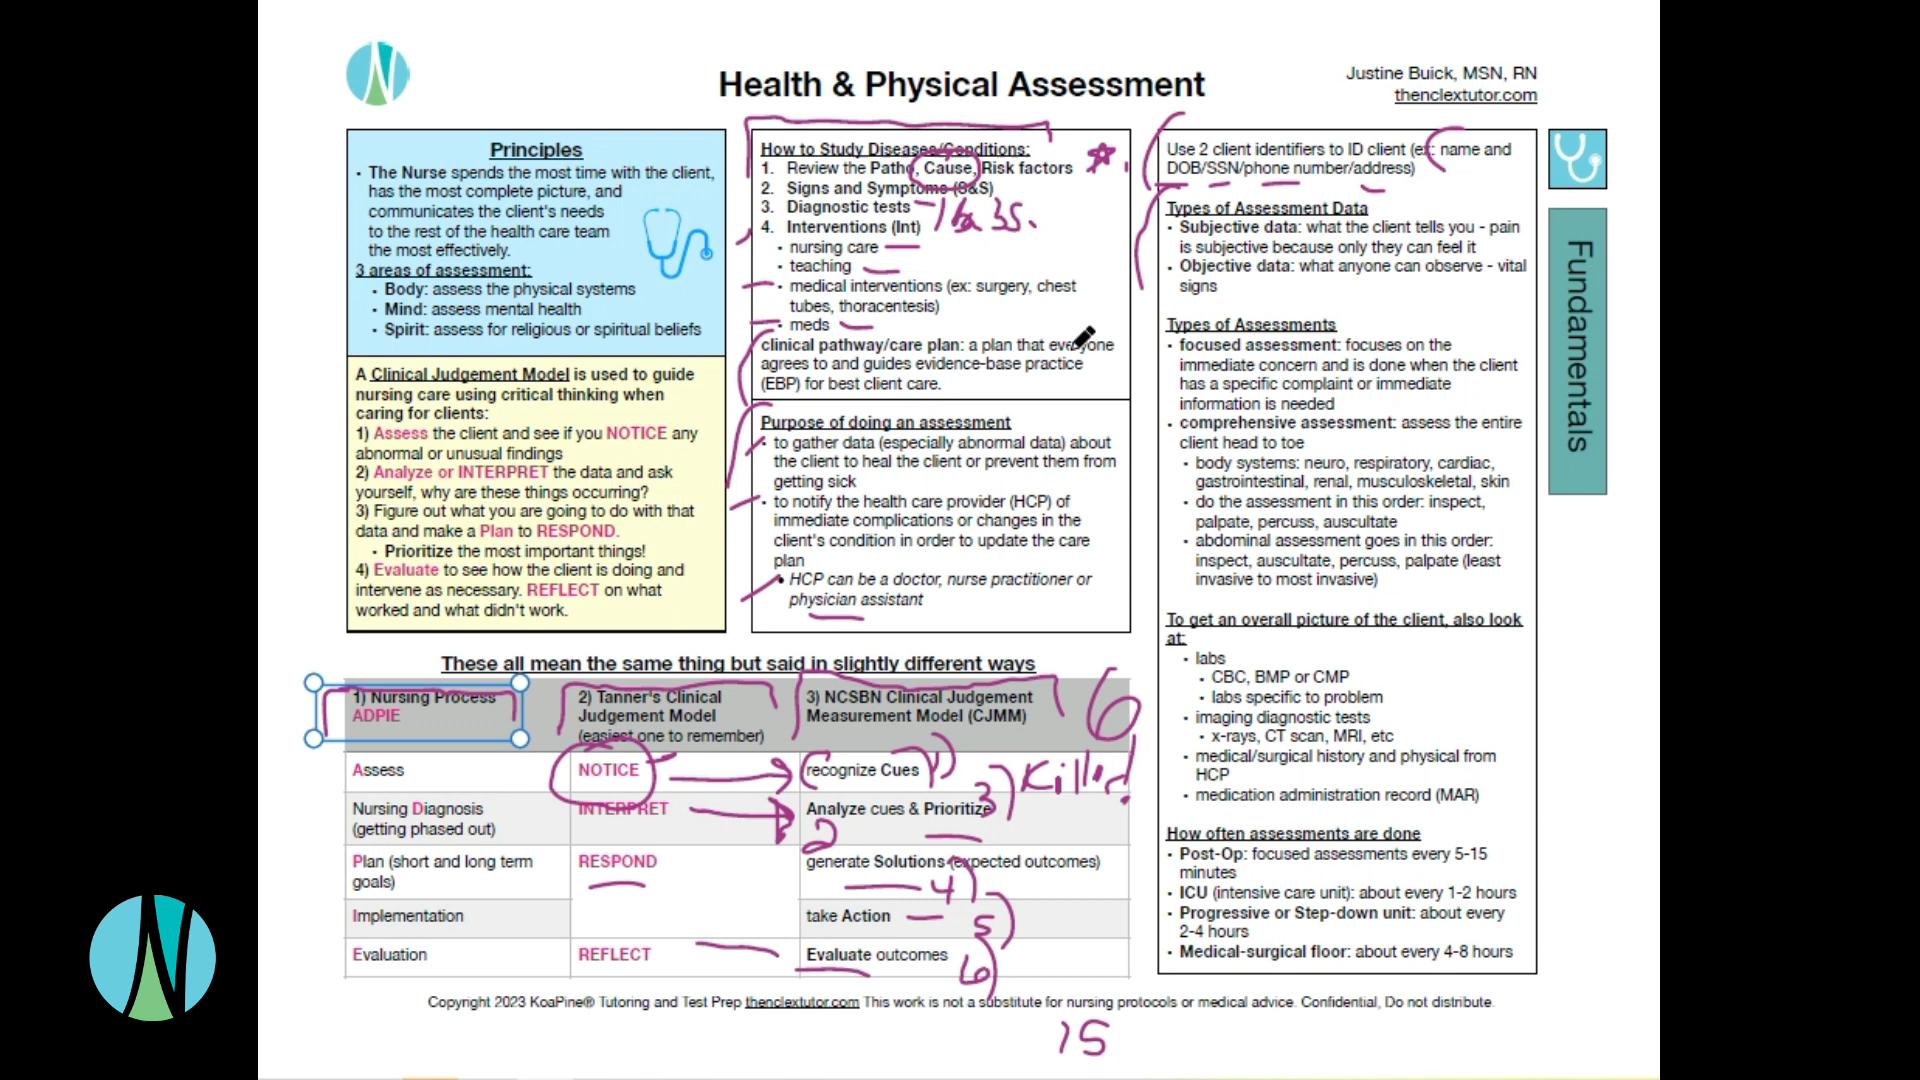 Health & Physical Assessment
Justine Buick, MSN, RN
thenclextutor.com
Principles
• The Nurse spends the most time with the client,
has the most complete picture, and
communicates the client's needs
to the rest of the health care team
the most effectively.
3 areas of assessment:
• Body: assess the physical systems
• Mind: assess mental health
• Spirit: assess for religious or spiritual beliefs
A Clinical Judgement Model is used to guide
nursing care using critical thinking when
caring for clients:
1) Assess the client and see if you NOTICE any
abnormal or unusual findings
2) Analyze or INTERPRET the data and ask
yourself, why are these things occurring?
3) Figure out what you are going to do with that
data and make a Plan to RESPOND.
• Prioritize the most important things!
4) Evaluate to see how the client is doing and
intervene as necessary. REFLECT on what
worked and what didn't work.
How to Study Diseases/Conditions:
1. Review the Patho, Cause, Risk factors
2. Signs and Symptoms (S&S)
3. Diagnostic tests
4. Interventions (Int)
• nursing care
• teaching
• medical interventions (ex: surgery, chest
tubes, thoracentesis)
• meds
clinical pathway/care plan: a plan that everyone
agrees to and guides evidence-base practice
(EBP) for best client care.
Purpose of doing an assessment
• to gather data (especially abnormal data) about
the client to heal the client or prevent them from
getting sick
• to notify the health care provider (HCP) of
immediate complications or changes in the
client's condition in order to update the care
plan
• HCP can be a doctor, nurse practitioner or
physician assistant
Use 2 client identifiers to ID client (ex: name and
DOB/SSN/phone number/address)
Types of Assessment Data
• Subjective data: what the client tells you - pain
is subjective because only they can feel it
• Objective data: what anyone can observe - vital
signs
Types of Assessments
• focused assessment: focuses on the
immediate concern and is done when the client
has a specific complaint or immediate
information is needed
• comprehensive assessment: assess the entire
client head to toe
• body systems: neuro, respiratory, cardiac,
gastrointestinal, renal, musculoskeletal, skin
• do the assessment in this order: inspect,
palpate, percuss, auscultate
• abdominal assessment goes in this order:
inspect, auscultate, percuss, palpate (least
invasive to most invasive)
To get an overall picture of the client, also look
at:
• labs
• CBC, BMP or CMP
• labs specific to problem
• imaging diagnostic tests
• x-rays, CT scan, MRI, etc
• medical/surgical history and physical from
HCP
• medication administration record (MAR)
How often assessments are done
• Post-Op: focused assessments every 5-15
minutes
• ICU (intensive care unit): about every 1-2 hours
• Progressive or Step-down unit: about every
2-4 hours
• Medical-surgical floor: about every 4-8 hours
Fundamentals
These all mean the same thing but said in slightly different ways
1) Nursing Process
ADPIE
2) Tanner's Clinical
Judgement Model
(easiest one to remember)
3) NCSBN Clinical Judgement
Measurement Model (CJMM)
6
Assess
NOTICE
recognize Cues
1)
Nursing Diagnosis
(getting phased out)
INTERPRET
Analyze cues & Prioritize
2
3)
Plan (short and long term
goals)
RESPOND
generate Solutions (expected outcomes)
4)
Implementation
take Action
5)
Evaluation
REFLECT
Evaluate outcomes
6)
Copyright 2023 KoaPine® Tutoring and Test Prep thenclextutor.com This work is not a substitute for nursing protocols or medical advice. Confidential, Do not distribute.
15